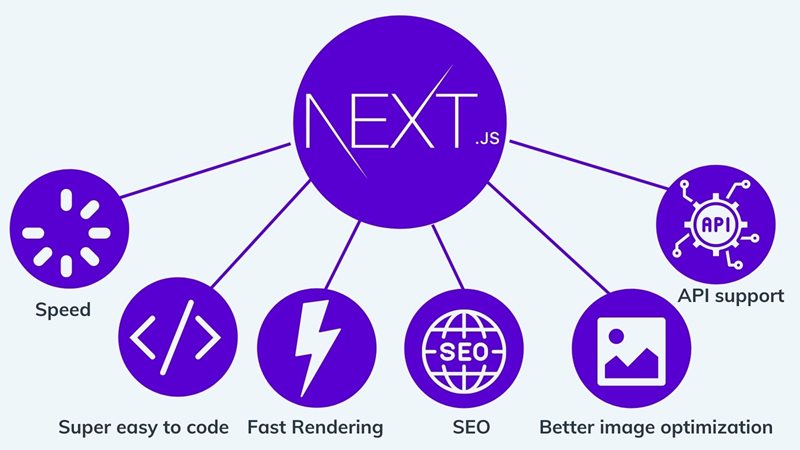 NEXT.JS
API
API support
Speed
SEO
Super easy to code
Fast Rendering
SEO
Better image optimization